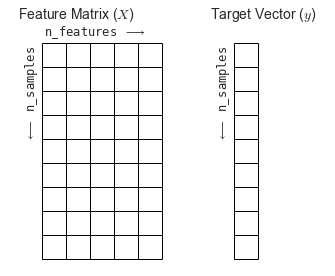 Feature Matrix (X)
Target Vector (y)
n_features →
← n_samples
← n_samples